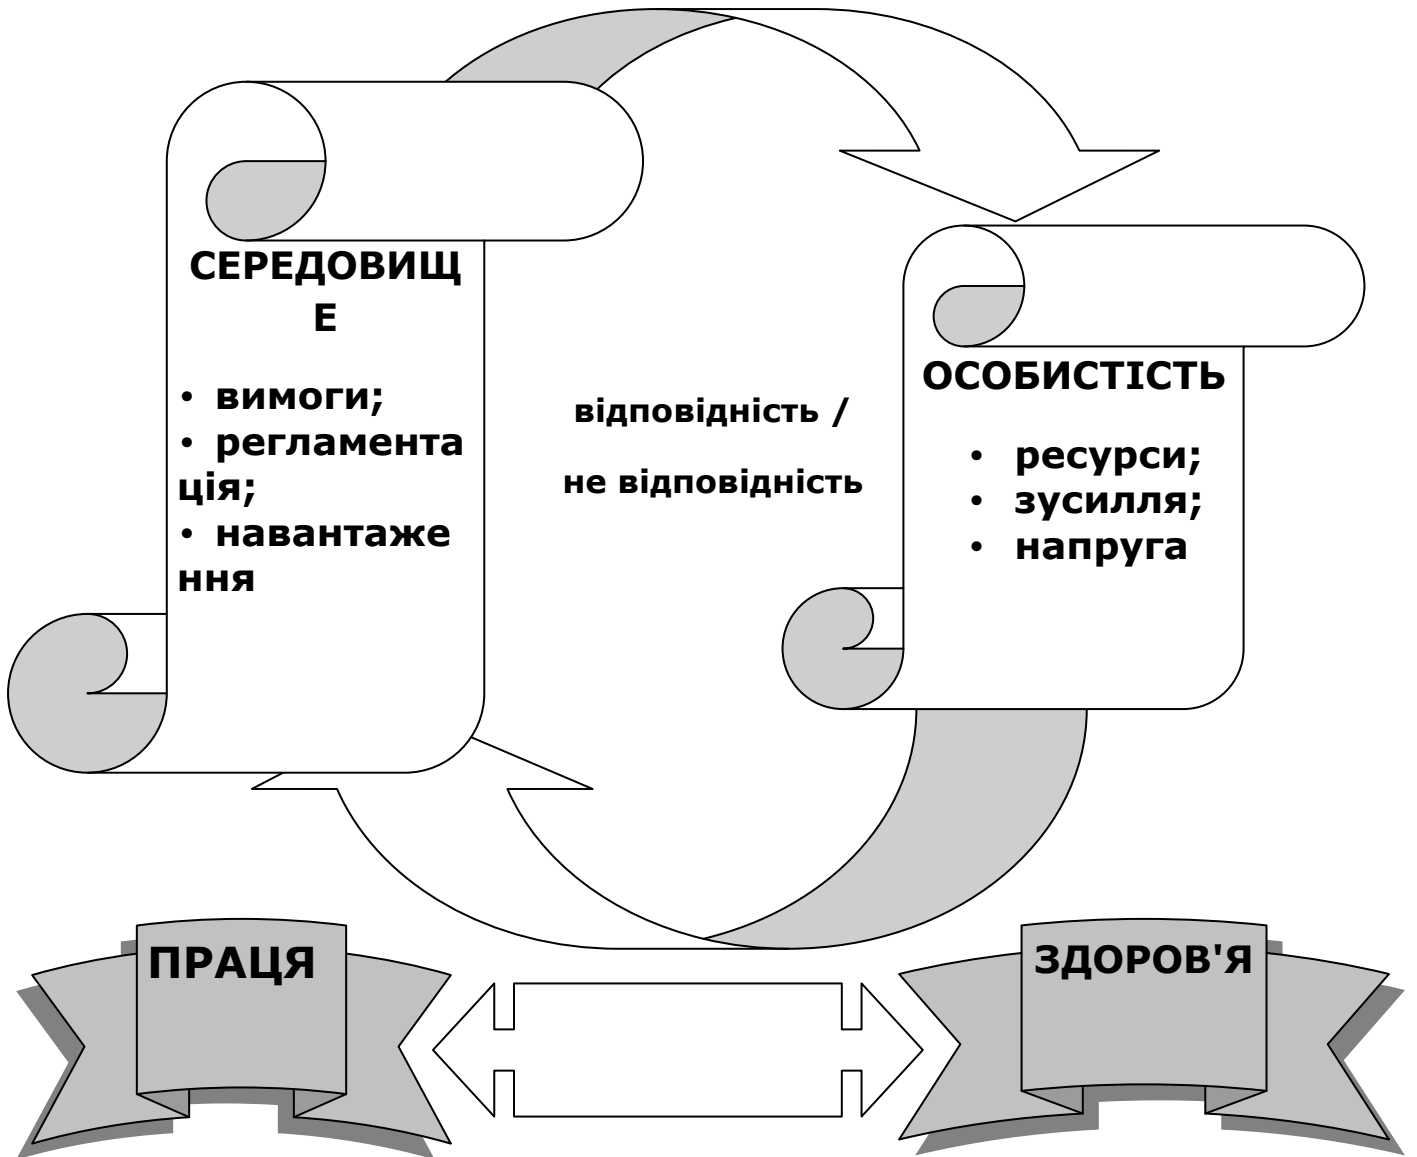 СЕРЕДОВИЩ
Е
• вимоги;
• регламента
ція;
• навантаже
ння
відповідність /
не відповідність
ОСОБИСТІСТЬ
• ресурси;
• зусилля;
• напруга
ПРАЦЯ
ЗДОРОВ'Я